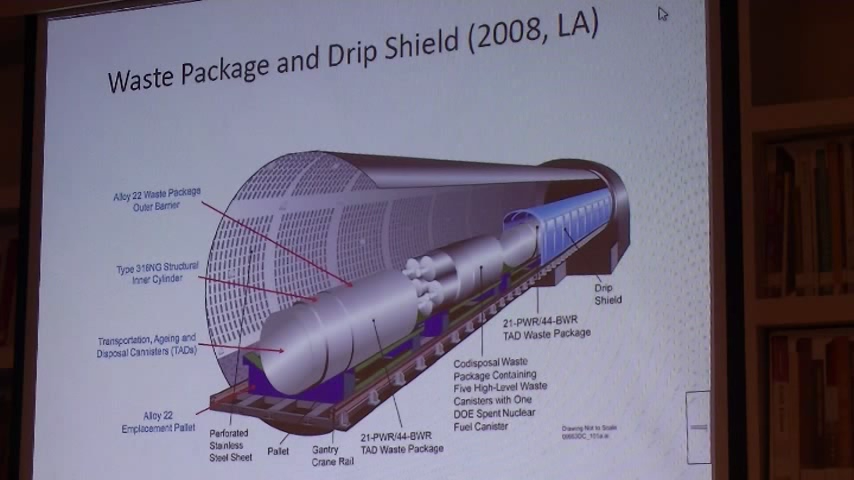 Waste Package and Drip Shield (2008, LA)
Alloy 22 Waste Package
Outer Barrier
Type 316NG Structural
Inner Cylinder
Transportation, Ageing and
Disposal Cannisters (TADs)
Alloy 22
Emplacement Pallet
Perforated
Stainless
Steel Sheet
Pallet
Gantry
Crane Rail
21-PWR/44-BWR
TAD Waste Package
Codisposal Waste
Package Containing
Five High-Level Waste
Canisters with One
DOE Spent Nuclear
Fuel Canister
21-PWR/44-BWR
TAD Waste Package
Drip
Shield
Drawing Not to Scale